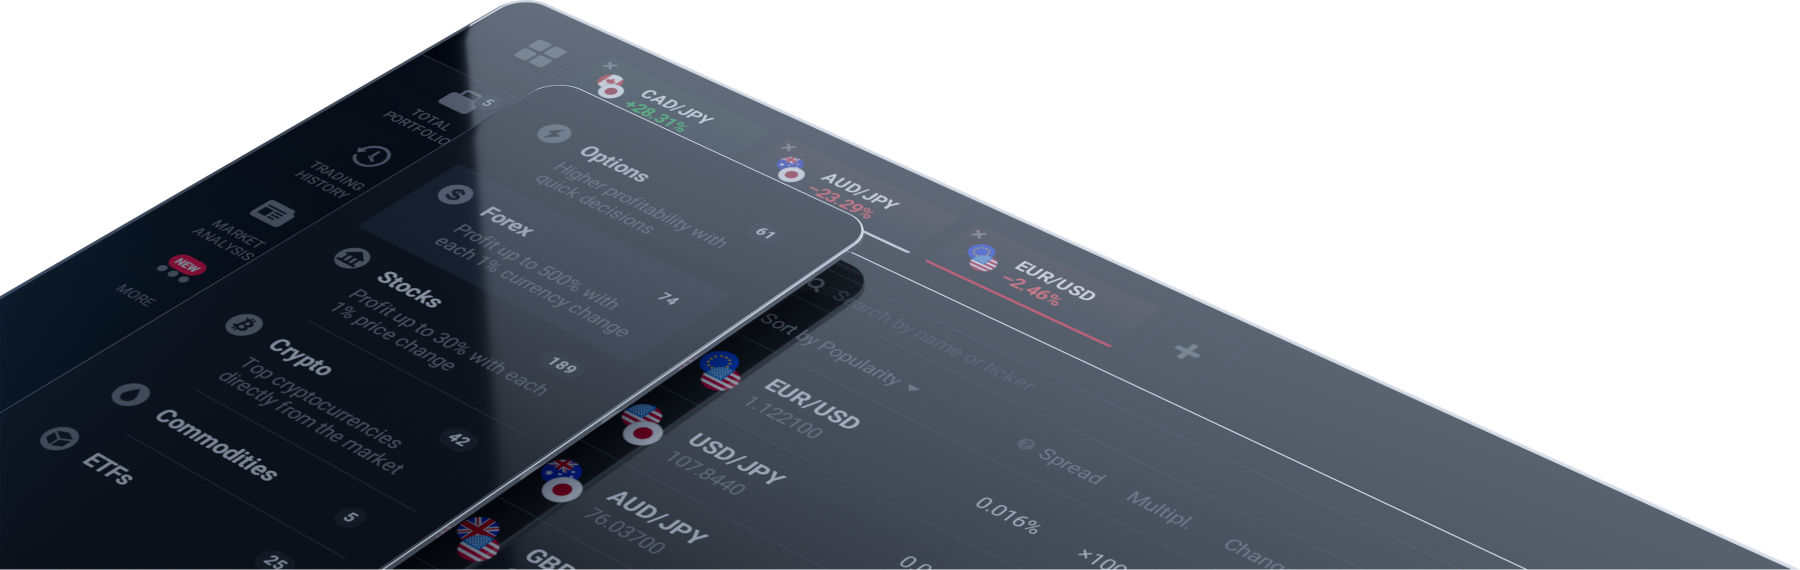 CAD/JPY
+28.31%
AUD/JPY
−23.29%
EUR/USD
−2.46%
5
TOTAL
PORTFOLIO
TRADING
HISTORY
MARKET
ANALYSIS
NEW
MORE
Options
Higher profitability with
quick decisions
61
Forex
Profit up to 500% with
each 1% currency change
74
Stocks
Profit up to 30% with each
1% price change
189
Crypto
Top cryptocurrencies
directly from the market
42
Commodities
5
ETFs
25
Search by name or ticker
Sort by Popularity
Spread
Multipl.
EUR/USD
1.122100
0.016%
×100
USD/JPY
107.8440
AUD/JPY
76.03700